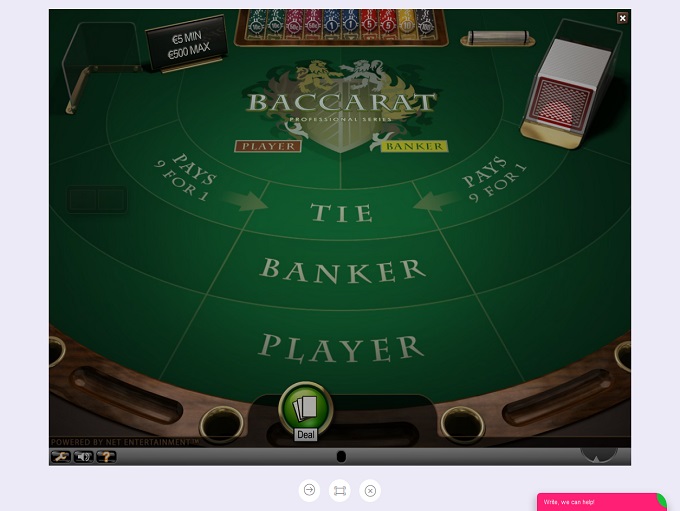 €5 MIN
€500 MAX
BACCARAT
PROFESSIONAL SERIES
PLAYER
BANKER
PAYS
9 FOR 1
PAYS
9 FOR 1
TIE
BANKER
PLAYER
Deal
POWERED BY NET ENTERTAINMENT™
Write, we can help!